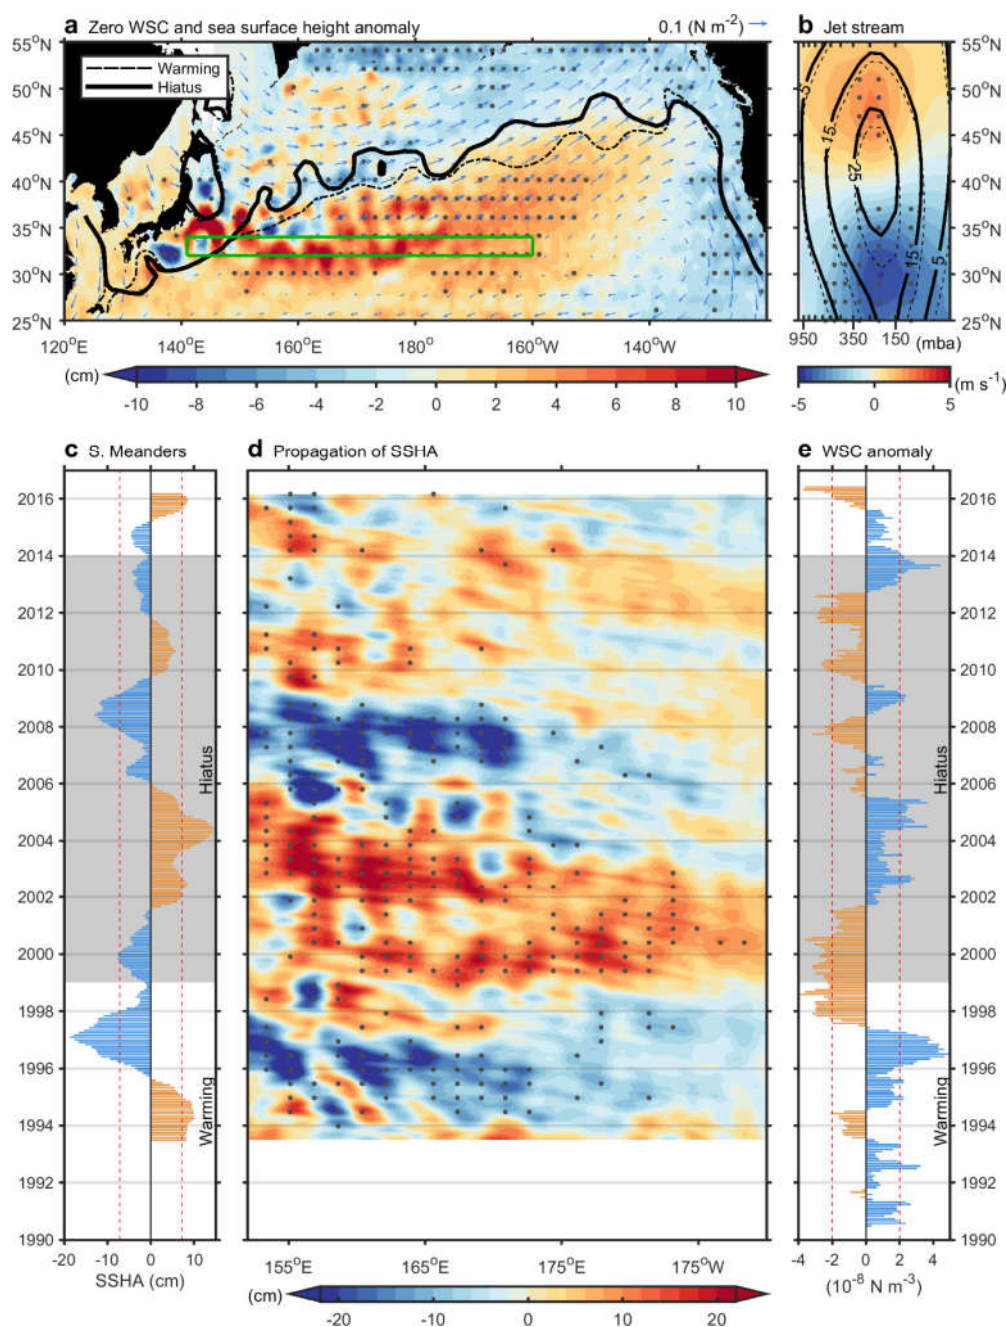 a Zero WSC and sea surface height anomaly 0.1 (N m-2)
b Jet stream
Warming
Hiatus
55°N
50°N
45°N
40°N
35°N
30°N
25°N
120°E 140°E 160°E 180°E 160°W 140°W
5 15 25 15 5
55°N
45°N
40°N
35°N
30°N
25°N
950 350 150 (mba)
(cm) -10 -8 -6 -4 -2 0 2 4 6 8 10
-5 0 5 (m s-1)
c S. Meanders
d Propagation of SSHA
e WSC anomaly
2016
2014
2012
2010
2008
2006
2004
2002
2000
1998
1996
1994
1992
1990
Hiatus
Warming
-20 -10 0 10
SSHA (cm)
155°E 165°E 175°E 175°W
(cm) -20 -10 0 10 20
2016
2014
2012
2010
2008
2006
2004
2002
2000
1998
1996
1994
1992
1990
Hiatus
Warming
-4 -2 0 2 4
(10-8 N m-3)